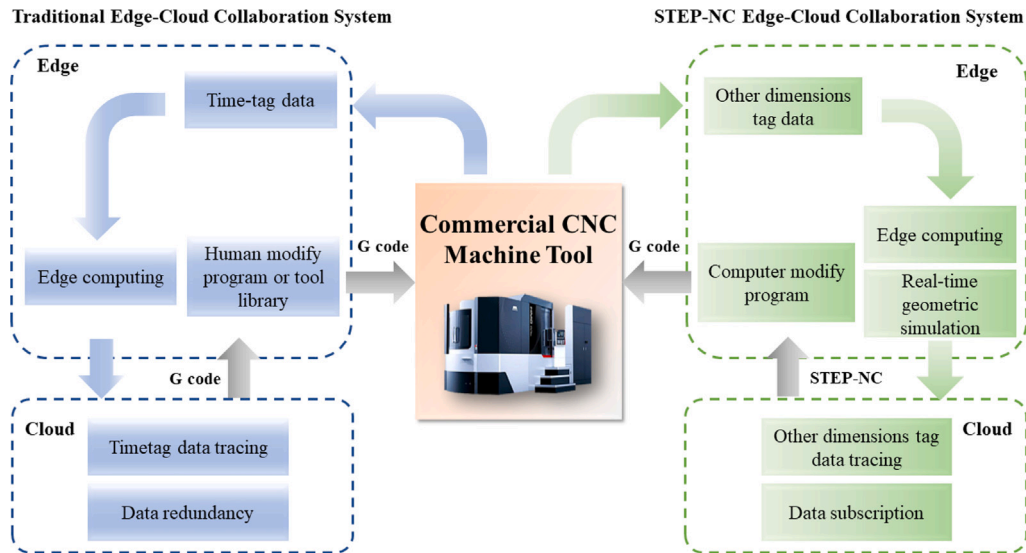 Traditional Edge-Cloud Collaboration System
STEP-NC Edge-Cloud Collaboration System
Edge
Time-tag data
Edge computing
Human modify
program or tool
library
G code
G code
Cloud
Timetag data tracing
Data redundancy
Commercial CNC
Machine Tool
Edge
Other dimensions
tag data
Edge computing
Real-time
geometric
simulation
Computer modify
program
G code
STEP-NC
Cloud
Other dimensions tag
data tracing
Data subscription